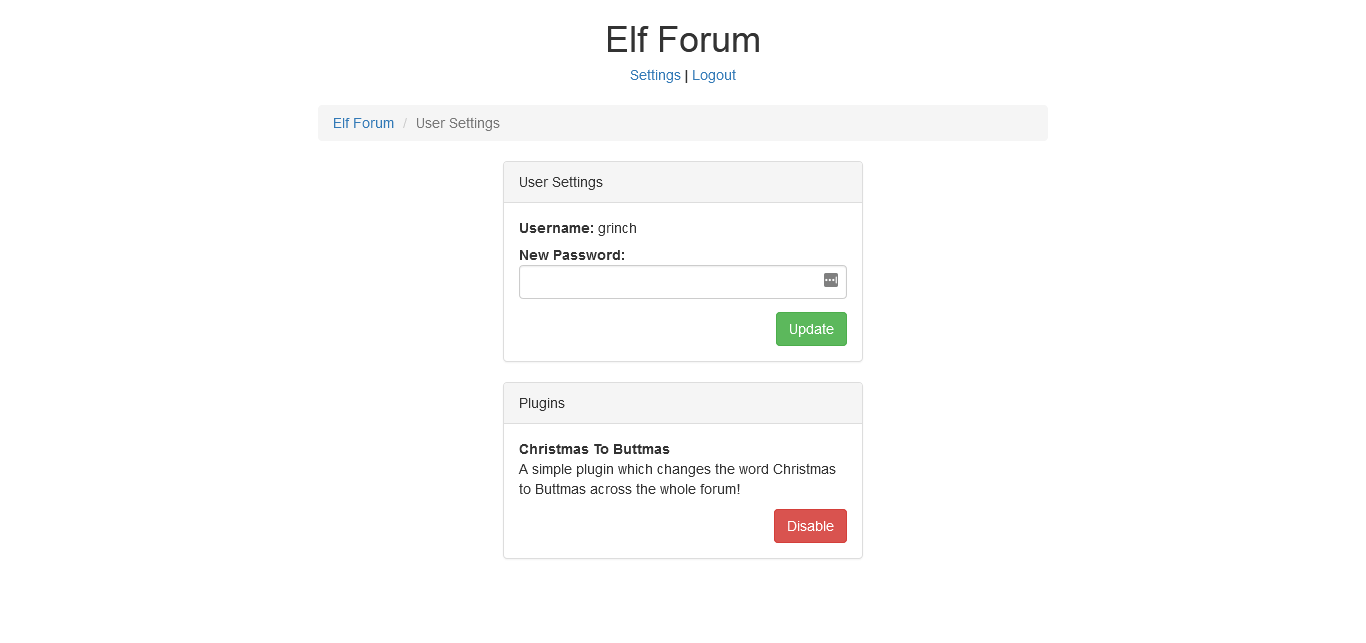 Elf Forum
Settings | Logout
Elf Forum / User Settings
User Settings
Username: grinch
New Password:
Update
Plugins
Christmas To Buttmas
A simple plugin which changes the word Christmas
to Buttmas across the whole forum!
Disable